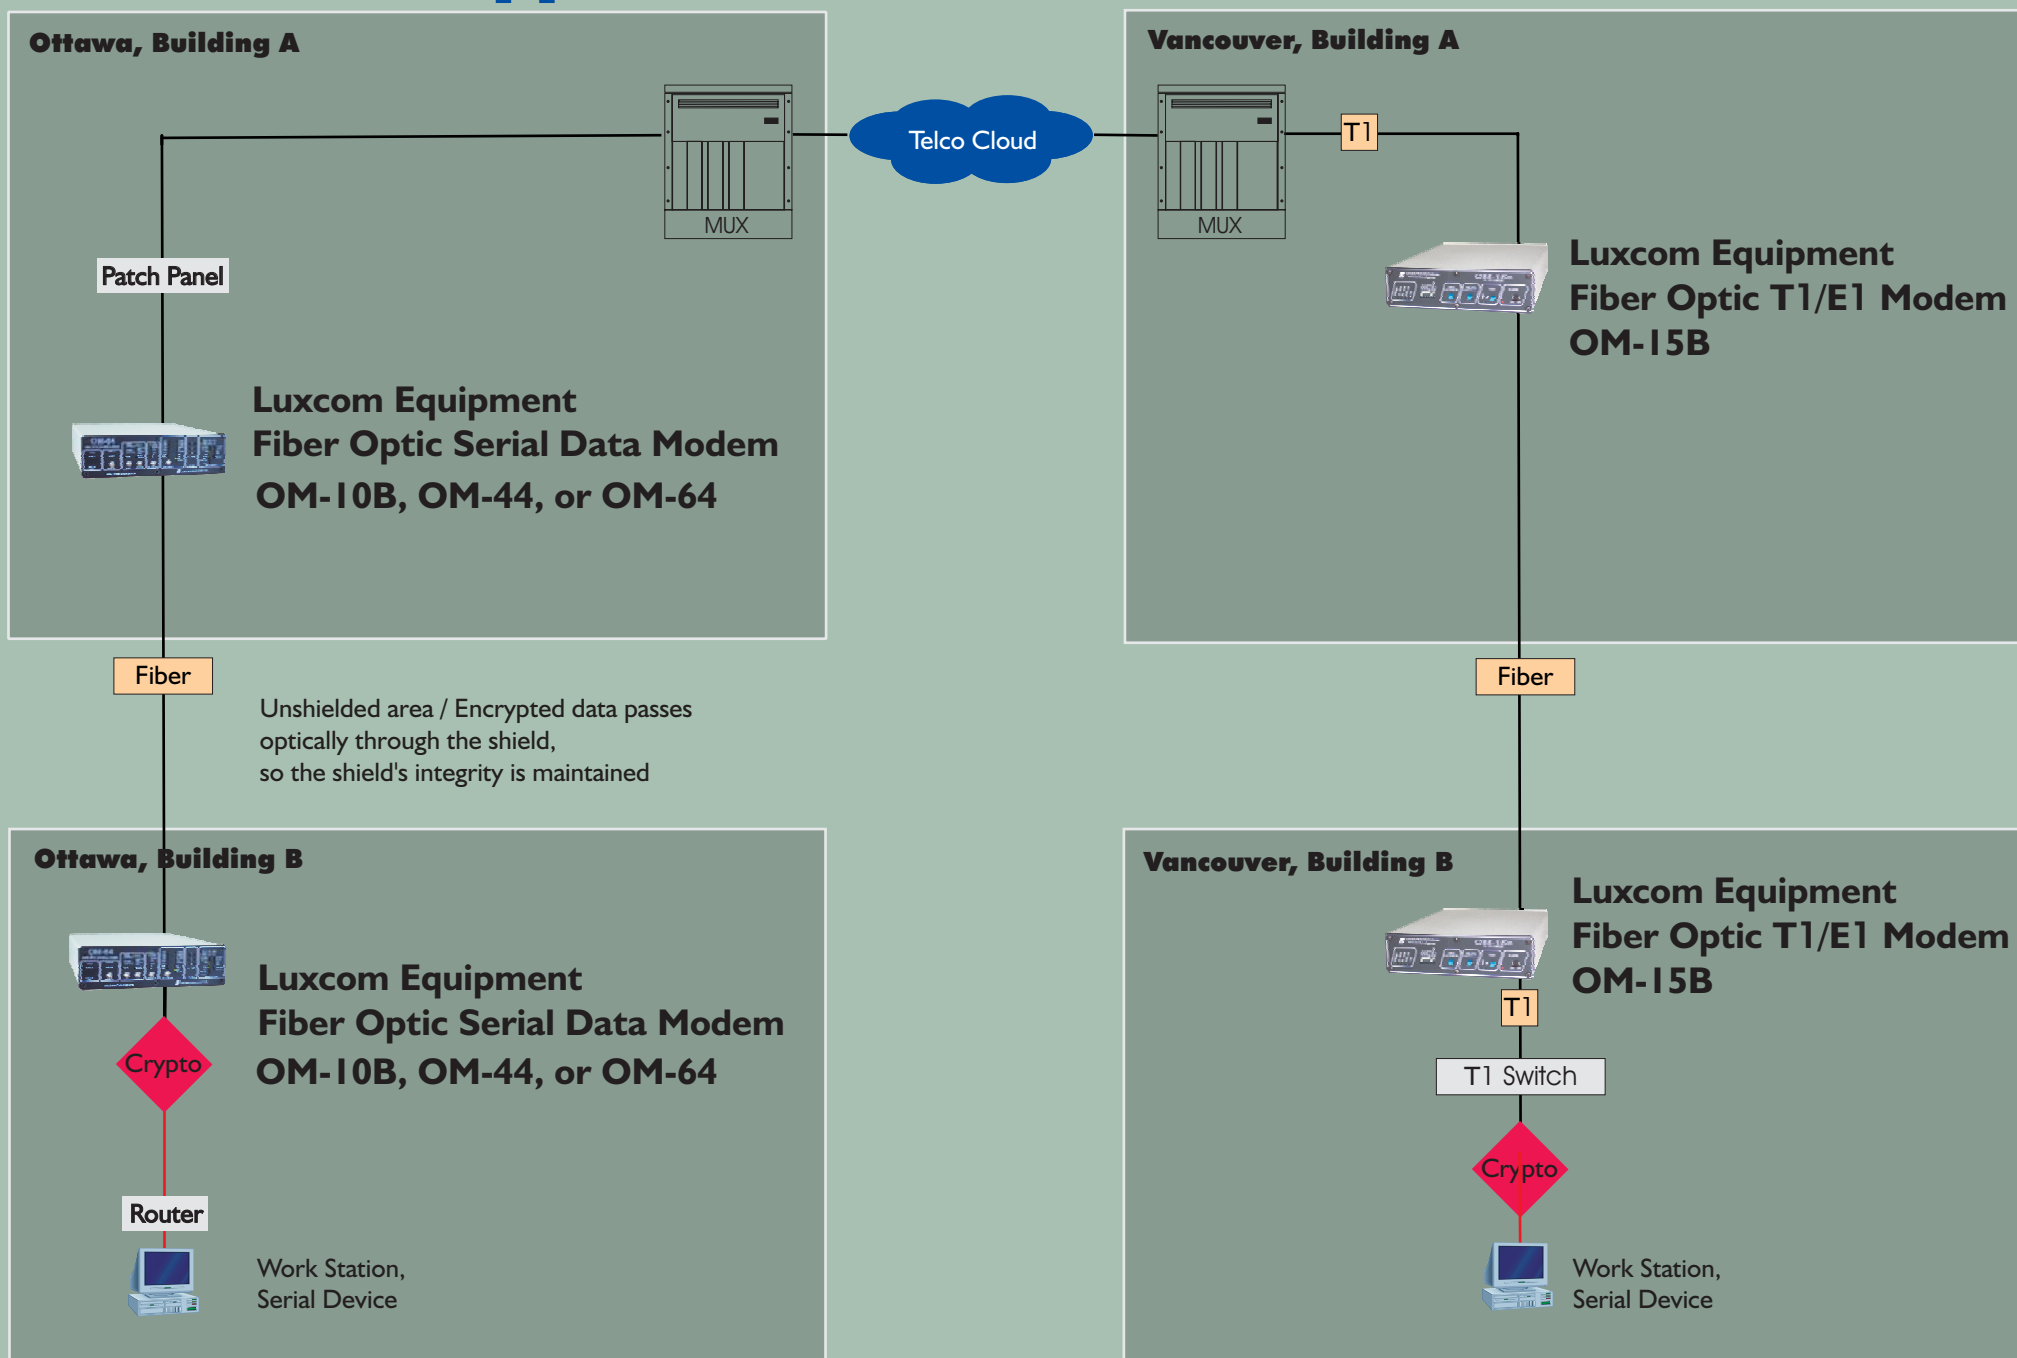 Ottawa, Building A
MUX
Patch Panel
Luxcom Equipment
Fiber Optic Serial Data Modem
OM-10B, OM-44, or OM-64
Telco Cloud
Vancouver, Building A
MUX
T1
Luxcom Equipment
Fiber Optic T1/E1 Modem
OM-15B
Fiber
Unshielded area / Encrypted data passes
optically through the shield,
so the shield's integrity is maintained
Fiber
Ottawa, Building B
OM-64
Luxcom Equipment
Fiber Optic Serial Data Modem
OM-10B, OM-44, or OM-64
Crypto
Router
Work Station,
Serial Device
Vancouver, Building B
Luxcom Equipment
Fiber Optic T1/E1 Modem
OM-15B
T1
T1 Switch
Crypto
Work Station,
Serial Device